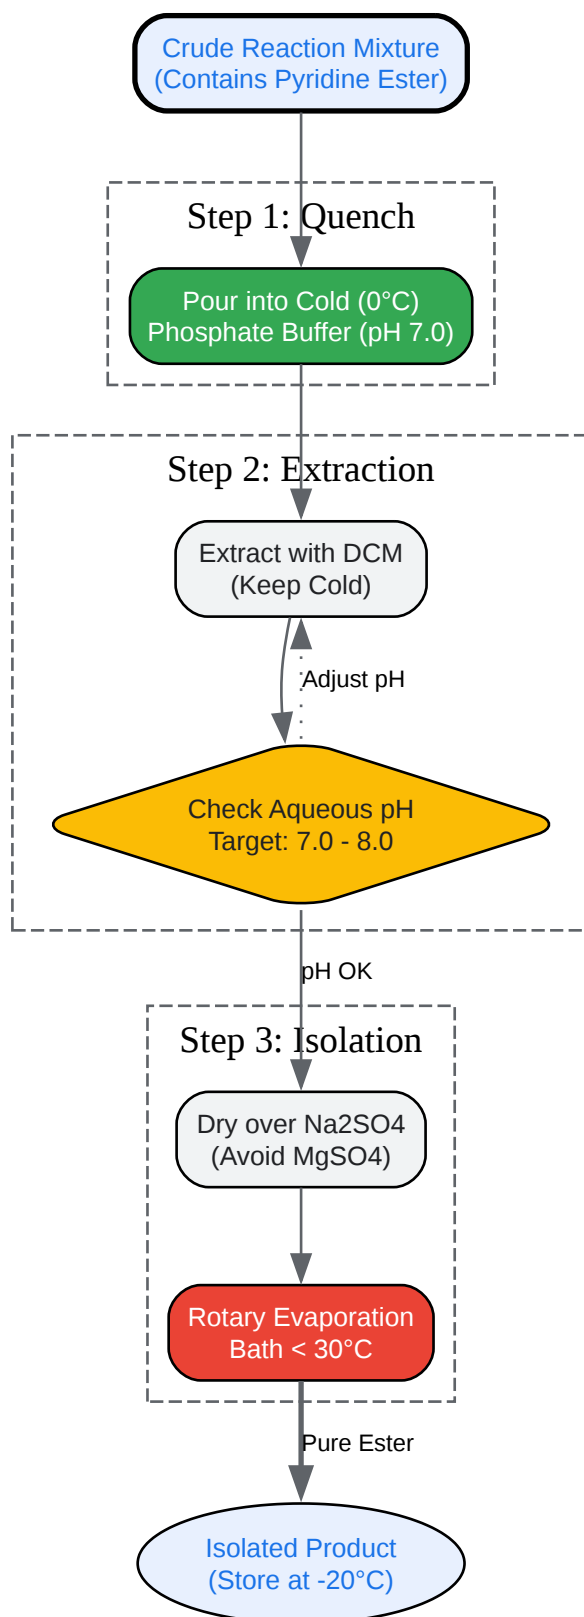 Crude Reaction Mixture
(Contains Pyridine Ester)
Step 1: Quench
Pour into Cold (0°C)
Phosphate Buffer (pH 7.0)
Step 2: Extraction
Extract with DCM
(Keep Cold)
Adjust pH
Check Aqueous pH
Target: 7.0 - 8.0
pH OK
Step 3: Isolation
Dry over Na2SO4
(Avoid MgSO4)
Rotary Evaporation
Bath < 30°C
Pure Ester
Isolated Product
(Store at -20°C)